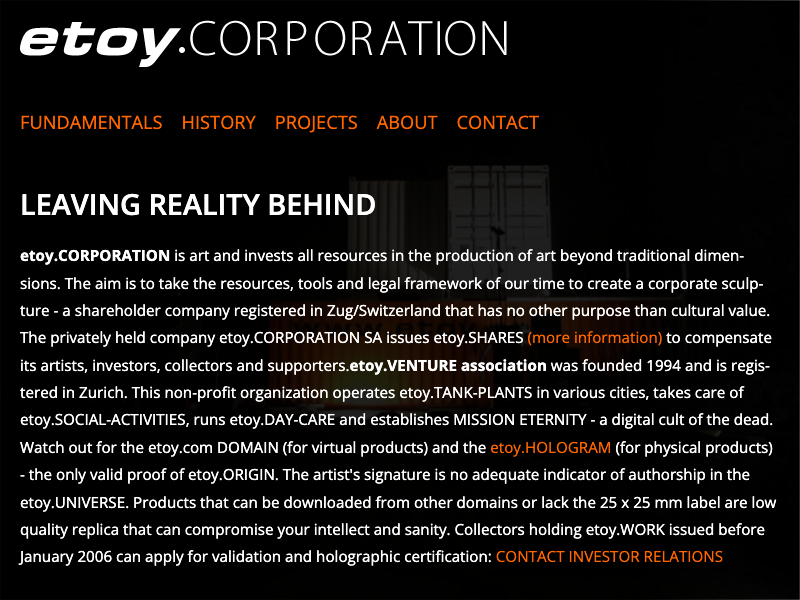 etoy.CORPORATION
FUNDAMENTALS HISTORY PROJECTS ABOUT CONTACT
LEAVING REALITY BEHIND
etoy.CORPORATION is art and invests all resources in the production of art beyond traditional dimen-
sions. The aim is to take the resources, tools and legal framework of our time to create a corporate sculp-
ture - a shareholder company registered in Zug/Switzerland that has no other purpose than cultural value.
The privately held company etoy.CORPORATION SA issues etoy.SHARES (more information) to compensate
its artists, investors, collectors and supporters.etoy.VENTURE association was founded 1994 and is regis-
tered in Zurich. This non-profit organization operates etoy.TANK-PLANTS in various cities, takes care of
etoy.SOCIAL-ACTIVITIES, runs etoy.DAY-CARE and establishes MISSION ETERNITY - a digital cult of the dead.
Watch out for the etoy.com DOMAIN (for virtual products) and the etoy.HOLOGRAM (for physical products)
- the only valid proof of etoy.ORIGIN. The artist's signature is no adequate indicator of authorship in the
etoy.UNIVERSE. Products that can be downloaded from other domains or lack the 25 x 25 mm label are low
quality replica that can compromise your intellect and sanity. Collectors holding etoy.WORK issued before
January 2006 can apply for validation and holographic certification: CONTACT INVESTOR RELATIONS